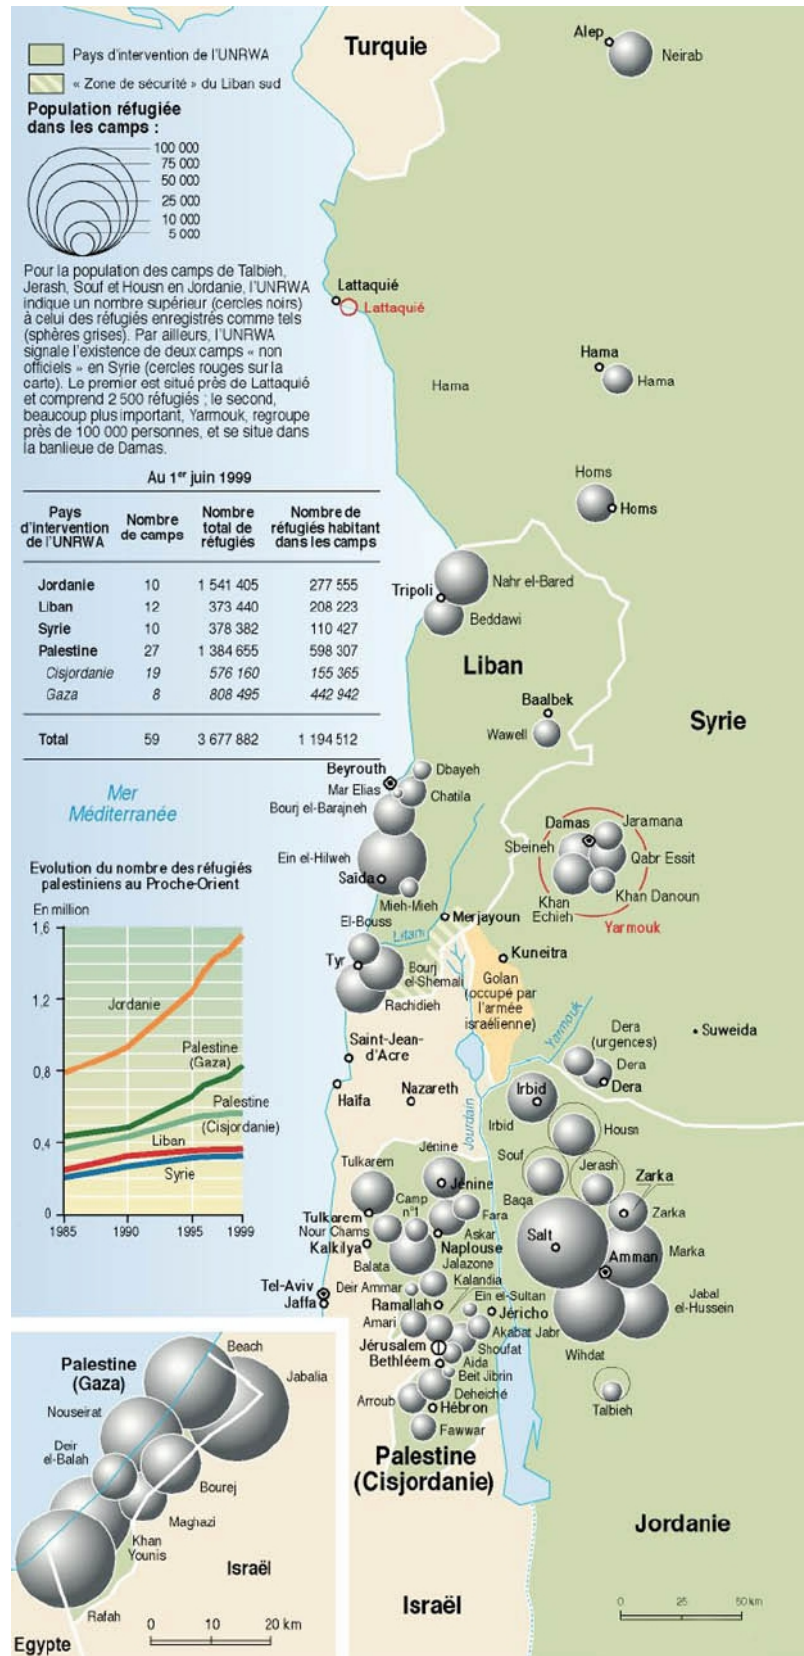 Pays d'intervention de l'UNRWA
« Zone de sécurité » du Liban sud
Population réfugiée
dans les camps :
100 000
75 000
50 000
25 000
10 000
5 000
Pour la population des camps de Talbieh,
Jerash, Souf et Housn en Jordanie, l'UNRWA
indique un nombre supérieur (cercles noirs)
à celui des réfugiés enregistrés comme tels
(sphères grises). Par ailleurs, l'UNRWA
signale l'existence de deux camps « non
officiels » en Syrie (cercles rouges sur la
carte). Le premier est situé près de Lattaquié
et comprend 2 500 réfugiés ; le second,
beaucoup plus important, Yarmouk, regroupe
près de 100 000 personnes, et se situe dans
la banlieue de Damas.
Au 1er juin 1999
Pays d'intervention de l'UNRWA | Nombre de camps | Nombre total de réfugiés | Nombre de réfugiés habitant dans les camps
Jordanie 10 1 541 405 277 555
Liban 12 373 440 208 223
Syrie 10 378 382 110 427
Palestine 27 1 384 655 598 307
Cisjordanie 19 576 160 155 365
Gaza 8 808 495 442 942
Total 59 3 677 882 1 194 512
Mer
Méditerranée
Evolution du nombre des réfugiés
palestiniens au Proche-Orient
En million
1,6
1,2
0,8
0,4
0
1985 1990 1995 1999
Jordanie
Palestine
(Gaza)
Palestine
(Cisjordanie)
Liban
Syrie
Turquie
Alep
Neirab
Lattaquié
Lattaquié
Hama
Hama
Hama
Homs
Homs
Nahr el-Bared
Tripoli
Beddawi
Liban
Baalbek
Wawell
Syrie
Beyrouth
Dbayeh
Mar Elias
Chatila
Bourj el-Barajneh
Damas
Jaramana
Sbeineh
Qabr Essit
Khan
Echieh
Khan Danoun
Yarmouk
Ein el-Hilweh
Saïda
Mieh-Mieh
El-Bouss
Merjayoun
Litani
Tyr
Bourj
el-Shemali
Rachidieh
Kuneitra
Golan
(occupé par
l'armée
israélienne)
Yarmouk
Dera
(urgences)
Suweida
Dera
Dera
Saint-Jean-
d'Acre
Haïfa
Nazareth
Jourdain
Irbid
Irbid
Housn
Souf
Jerash
Zarka
Zarka
Baqa
Salt
Marka
Amman
Jabal
el-Hussein
Wihdat
Talbieh
Jénine
Jénine
Tulkarem
Camp
n°1
Fara
Tulkarem
Nour Chams
Askar
Kalkilya
Naplouse
Balata
Jalazone
Tel-Aviv
Deir Ammar
Kalandia
Jaffa
Ramallah
Ein el-Sultan
Jéricho
Amari
Akabat Jabr
Jérusalem
Shoufat
Bethléem
Aida
Beit Jibrin
Deheiché
Arroub
Hébron
Fawwar
Palestine
(Cisjordanie)
Jordanie
Israël
0 25 50 km
Palestine
(Gaza)
Beach
Jabalia
Nouseirat
Deir
el-Balah
Bourej
Maghazi
Khan
Younis
Israël
Rafah
Egypte
0 10 20 km